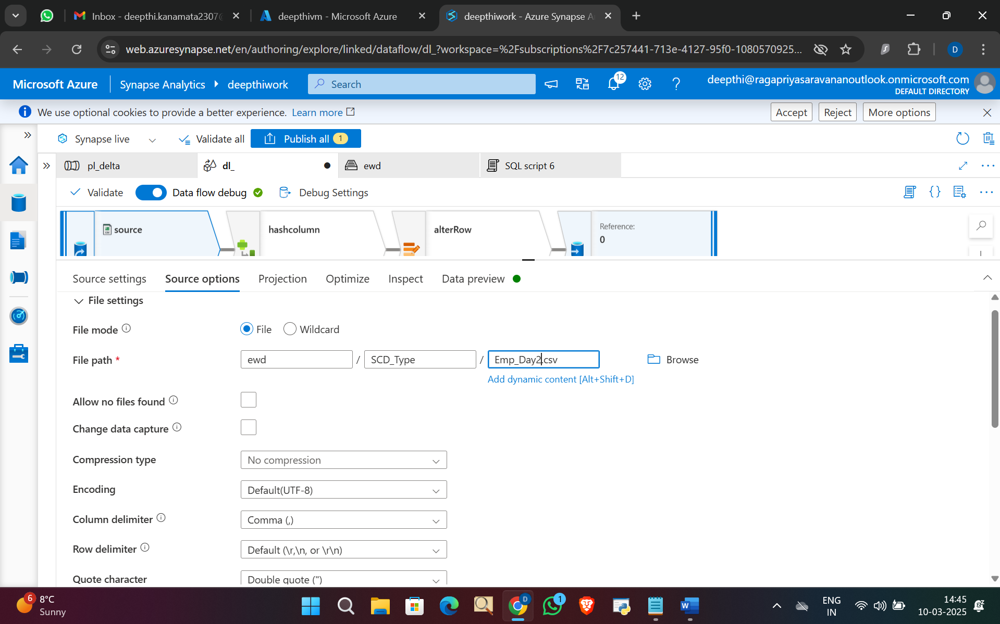 Inbox - deepthi.kanamata2307@
deepthivm - Microsoft Azure
deepthiwork - Azure Synapse A
web.azuresynapse.net/en/authoring/explore/linked/dataflow/dl_?workspace=%2Fsubscriptions%2F7c257441-713e-4127-95f0-1080570925...
D
Microsoft Azure
Synapse Analytics
deepthiwork
Search
12
deepthi@ragapriyasaravananoutlook.onmicrosoft.com
DEFAULT DIRECTORY
We use optional cookies to provide a better experience. Learn more
Accept
Reject
More options
Synapse live
Validate all
Publish all 1
pl_delta
dl_
ewd
SQL script 6
Validate
Data flow debug
Debug Settings
source
hashcolumn
alterRow
Reference:
0
Source settings
Source options
Projection
Optimize
Inspect
Data preview
File settings
File mode
File
Wildcard
File path *
ewd
/
SCD_Type
/
Emp_Day2.csv
Browse
Add dynamic content [Alt+Shift+D]
Allow no files found
Change data capture
Compression type
No compression
Encoding
Default(UTF-8)
Column delimiter
Comma (,)
Row delimiter
Default (\r,\n, or \r\n)
Quote character
Double quote (")
6
8°C
Sunny
D
1
ENG
IN
14:45
10-03-2025